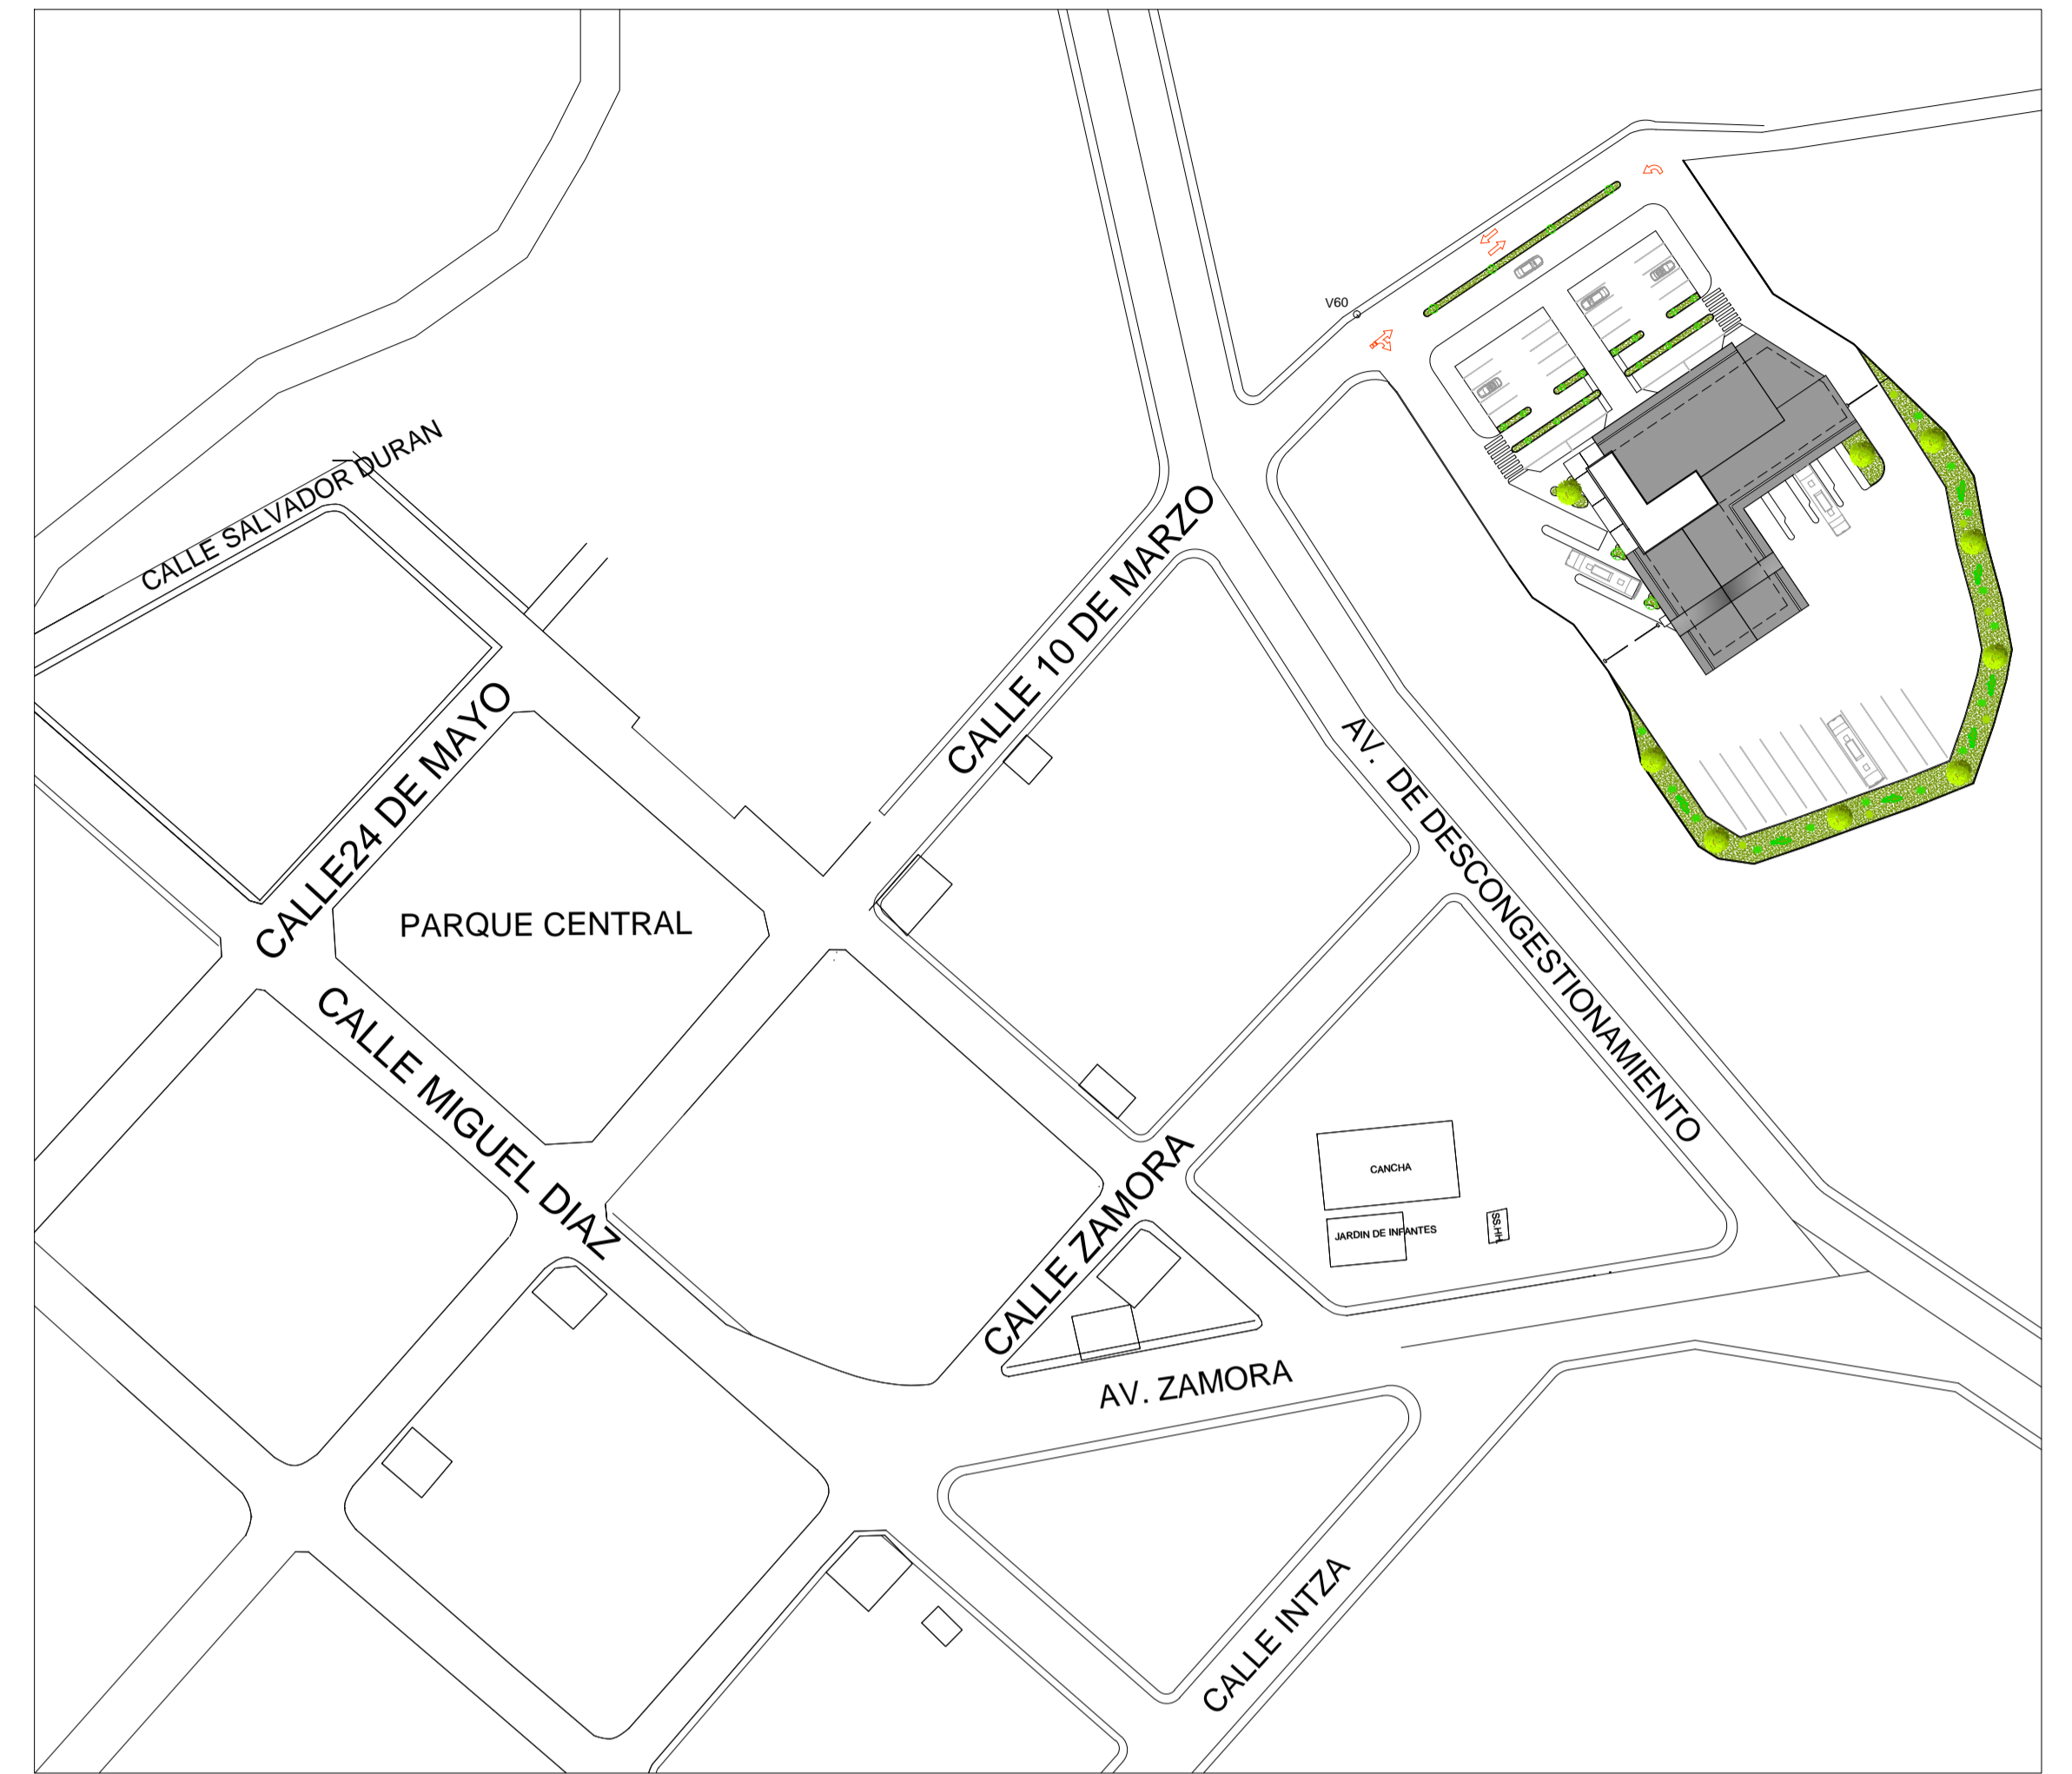 V60
CALLE SALVADOR DURAN
CALLE 10 DE MARZO
CALLE24 DE MAYO
AV. DE DESCONGESTIONAMIENTO
PARQUE CENTRAL
CALLE MIGUEL DIAZ
CALLE ZAMORA
CANCHA
JARDIN DE INFANTES
SS.HH.
AV. ZAMORA
CALLE INTZA